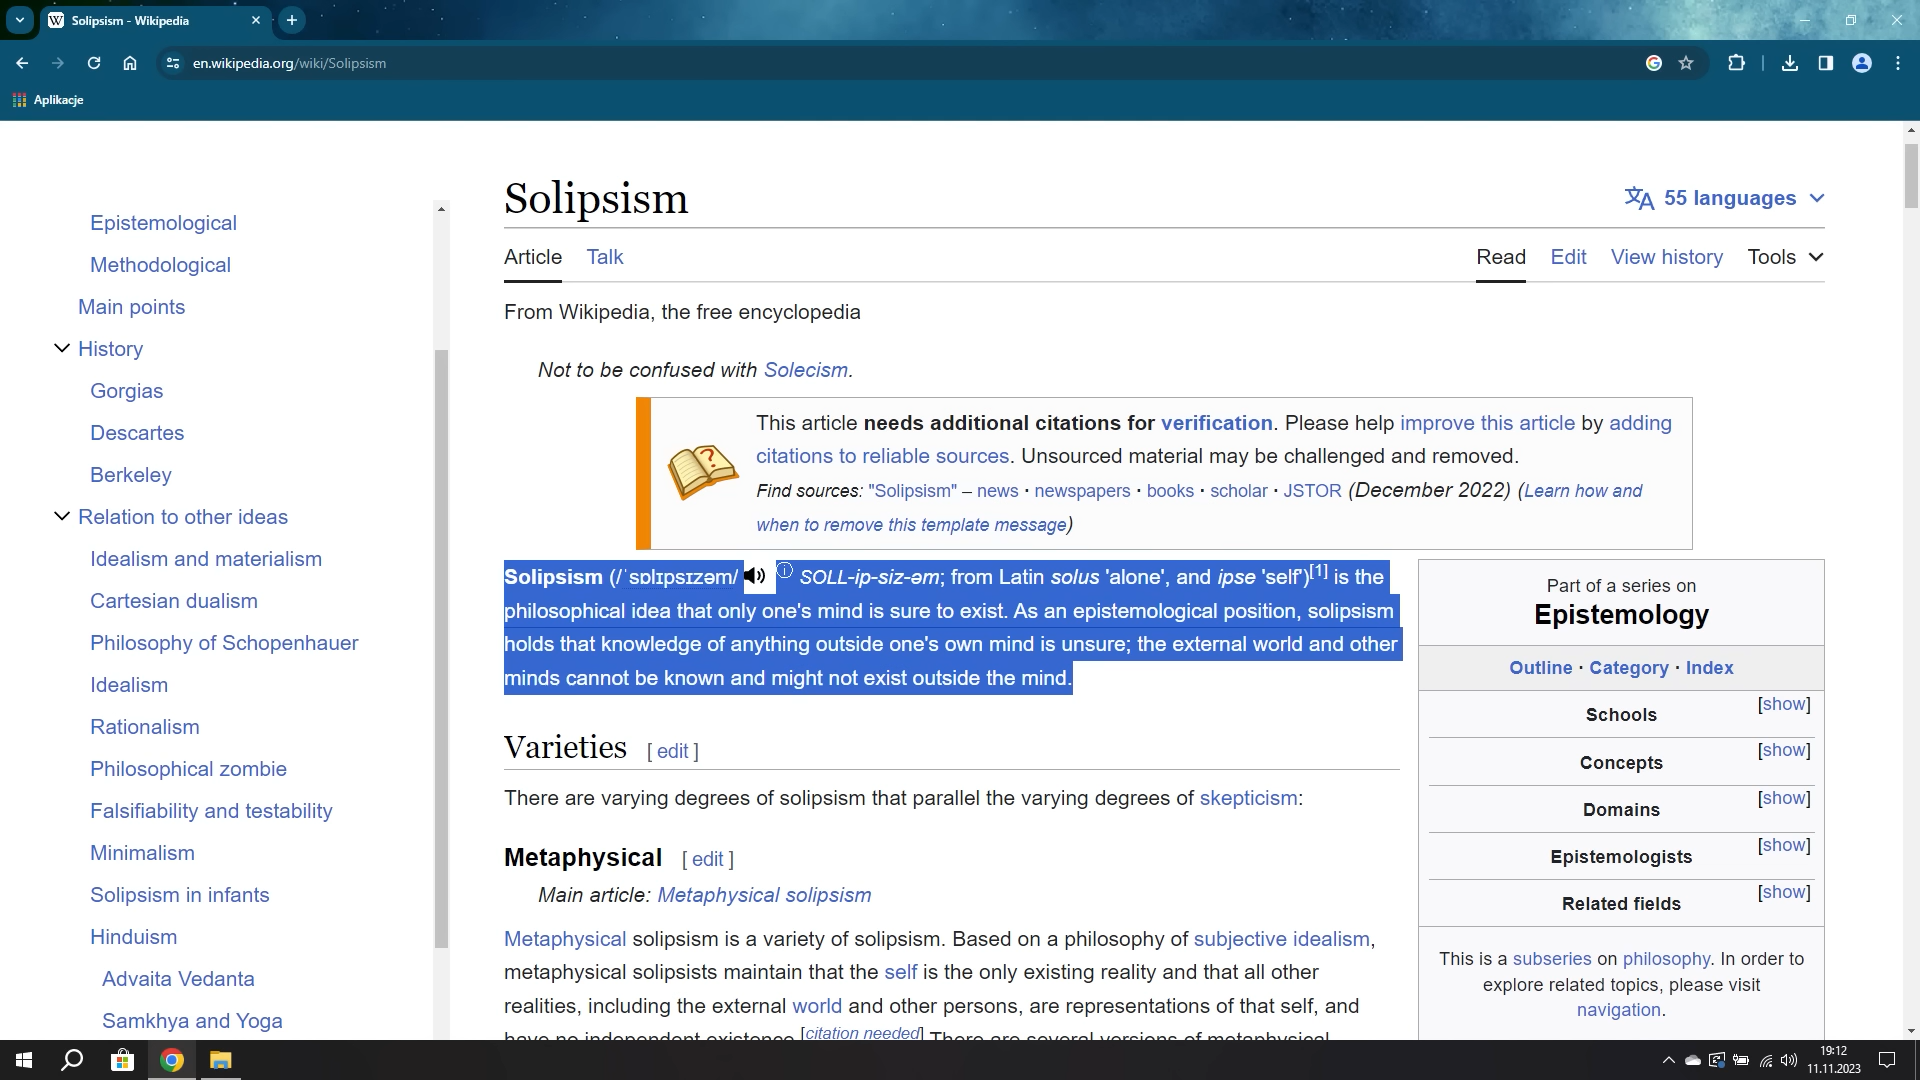 Solipsism - Wikipedia
en.wikipedia.org/wiki/Solipsism
Aplikacje
Epistemological
Methodological
Main points
History
Gorgias
Descartes
Berkeley
Relation to other ideas
Idealism and materialism
Cartesian dualism
Philosophy of Schopenhauer
Idealism
Rationalism
Philosophical zombie
Falsifiability and testability
Minimalism
Solipsism in infants
Hinduism
Advaita Vedanta
Samkhya and Yoga
Solipsism
55 languages
Article Talk
Read Edit View history Tools
From Wikipedia, the free encyclopedia
Not to be confused with Solecism.
This article needs additional citations for verification. Please help improve this article by adding
citations to reliable sources. Unsourced material may be challenged and removed.
Find sources: "Solipsism" – news · newspapers · books · scholar · JSTOR (December 2022) (Learn how and
when to remove this template message)
Solipsism (/ˈsɒlɪpsɪzəm/ ⓘ SOLL-ip-siz-əm; from Latin solus 'alone', and ipse 'self')[1] is the
philosophical idea that only one's mind is sure to exist. As an epistemological position, solipsism
holds that knowledge of anything outside one's own mind is unsure; the external world and other
minds cannot be known and might not exist outside the mind.
Varieties [ edit ]
There are varying degrees of solipsism that parallel the varying degrees of skepticism:
Metaphysical [ edit ]
Main article: Metaphysical solipsism
Metaphysical solipsism is a variety of solipsism. Based on a philosophy of subjective idealism,
metaphysical solipsists maintain that the self is the only existing reality and that all other
realities, including the external world and other persons, are representations of that self, and
have no independent existence.[citation needed] There are several versions of metaphysical
Part of a series on
Epistemology
Outline · Category · Index
Schools [show]
Concepts [show]
Domains [show]
Epistemologists [show]
Related fields [show]
This is a subseries on philosophy. In order to
explore related topics, please visit
navigation.
19:12
11.11.2023